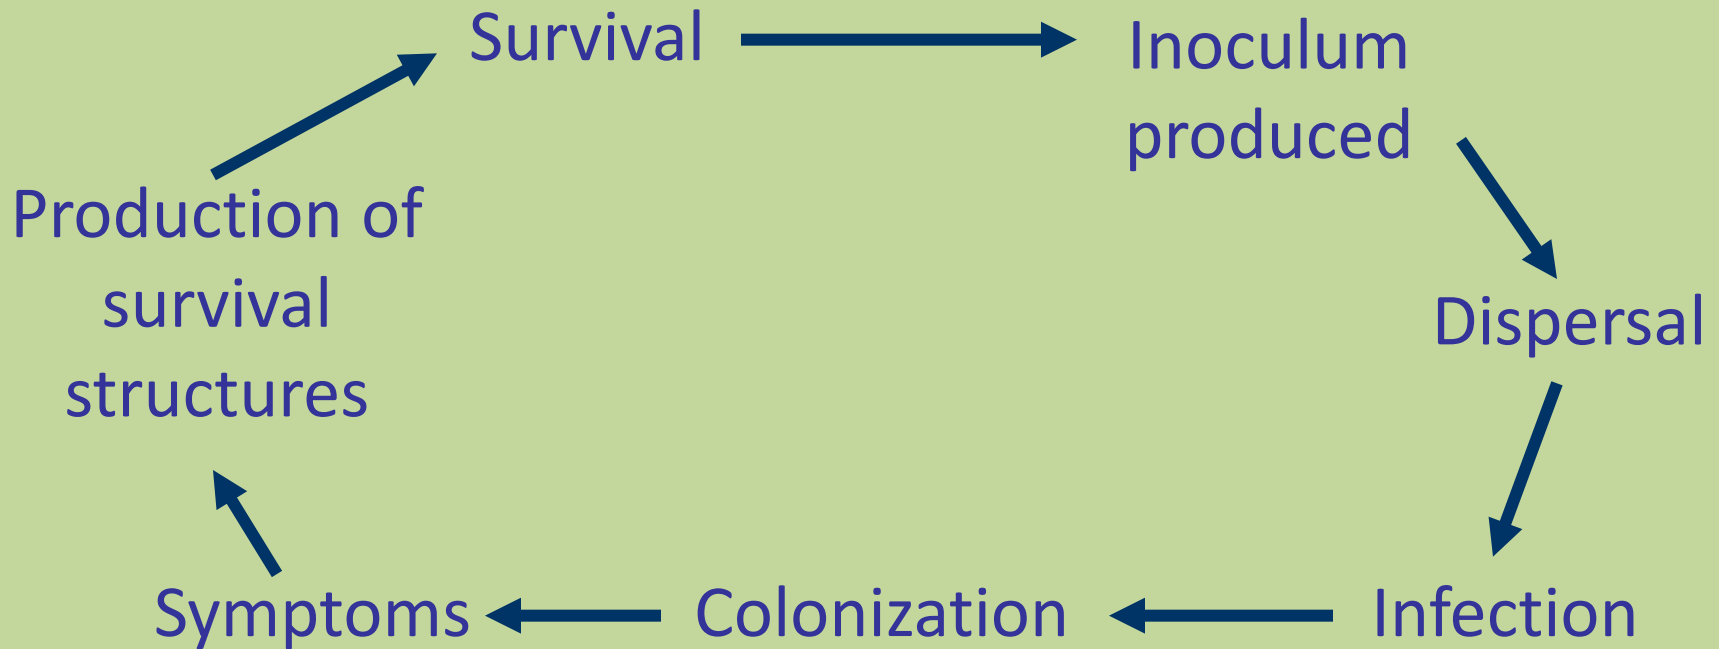 Survival
Inoculum
produced
Dispersal
Infection
Colonization
Symptoms
Production of
survival
structures